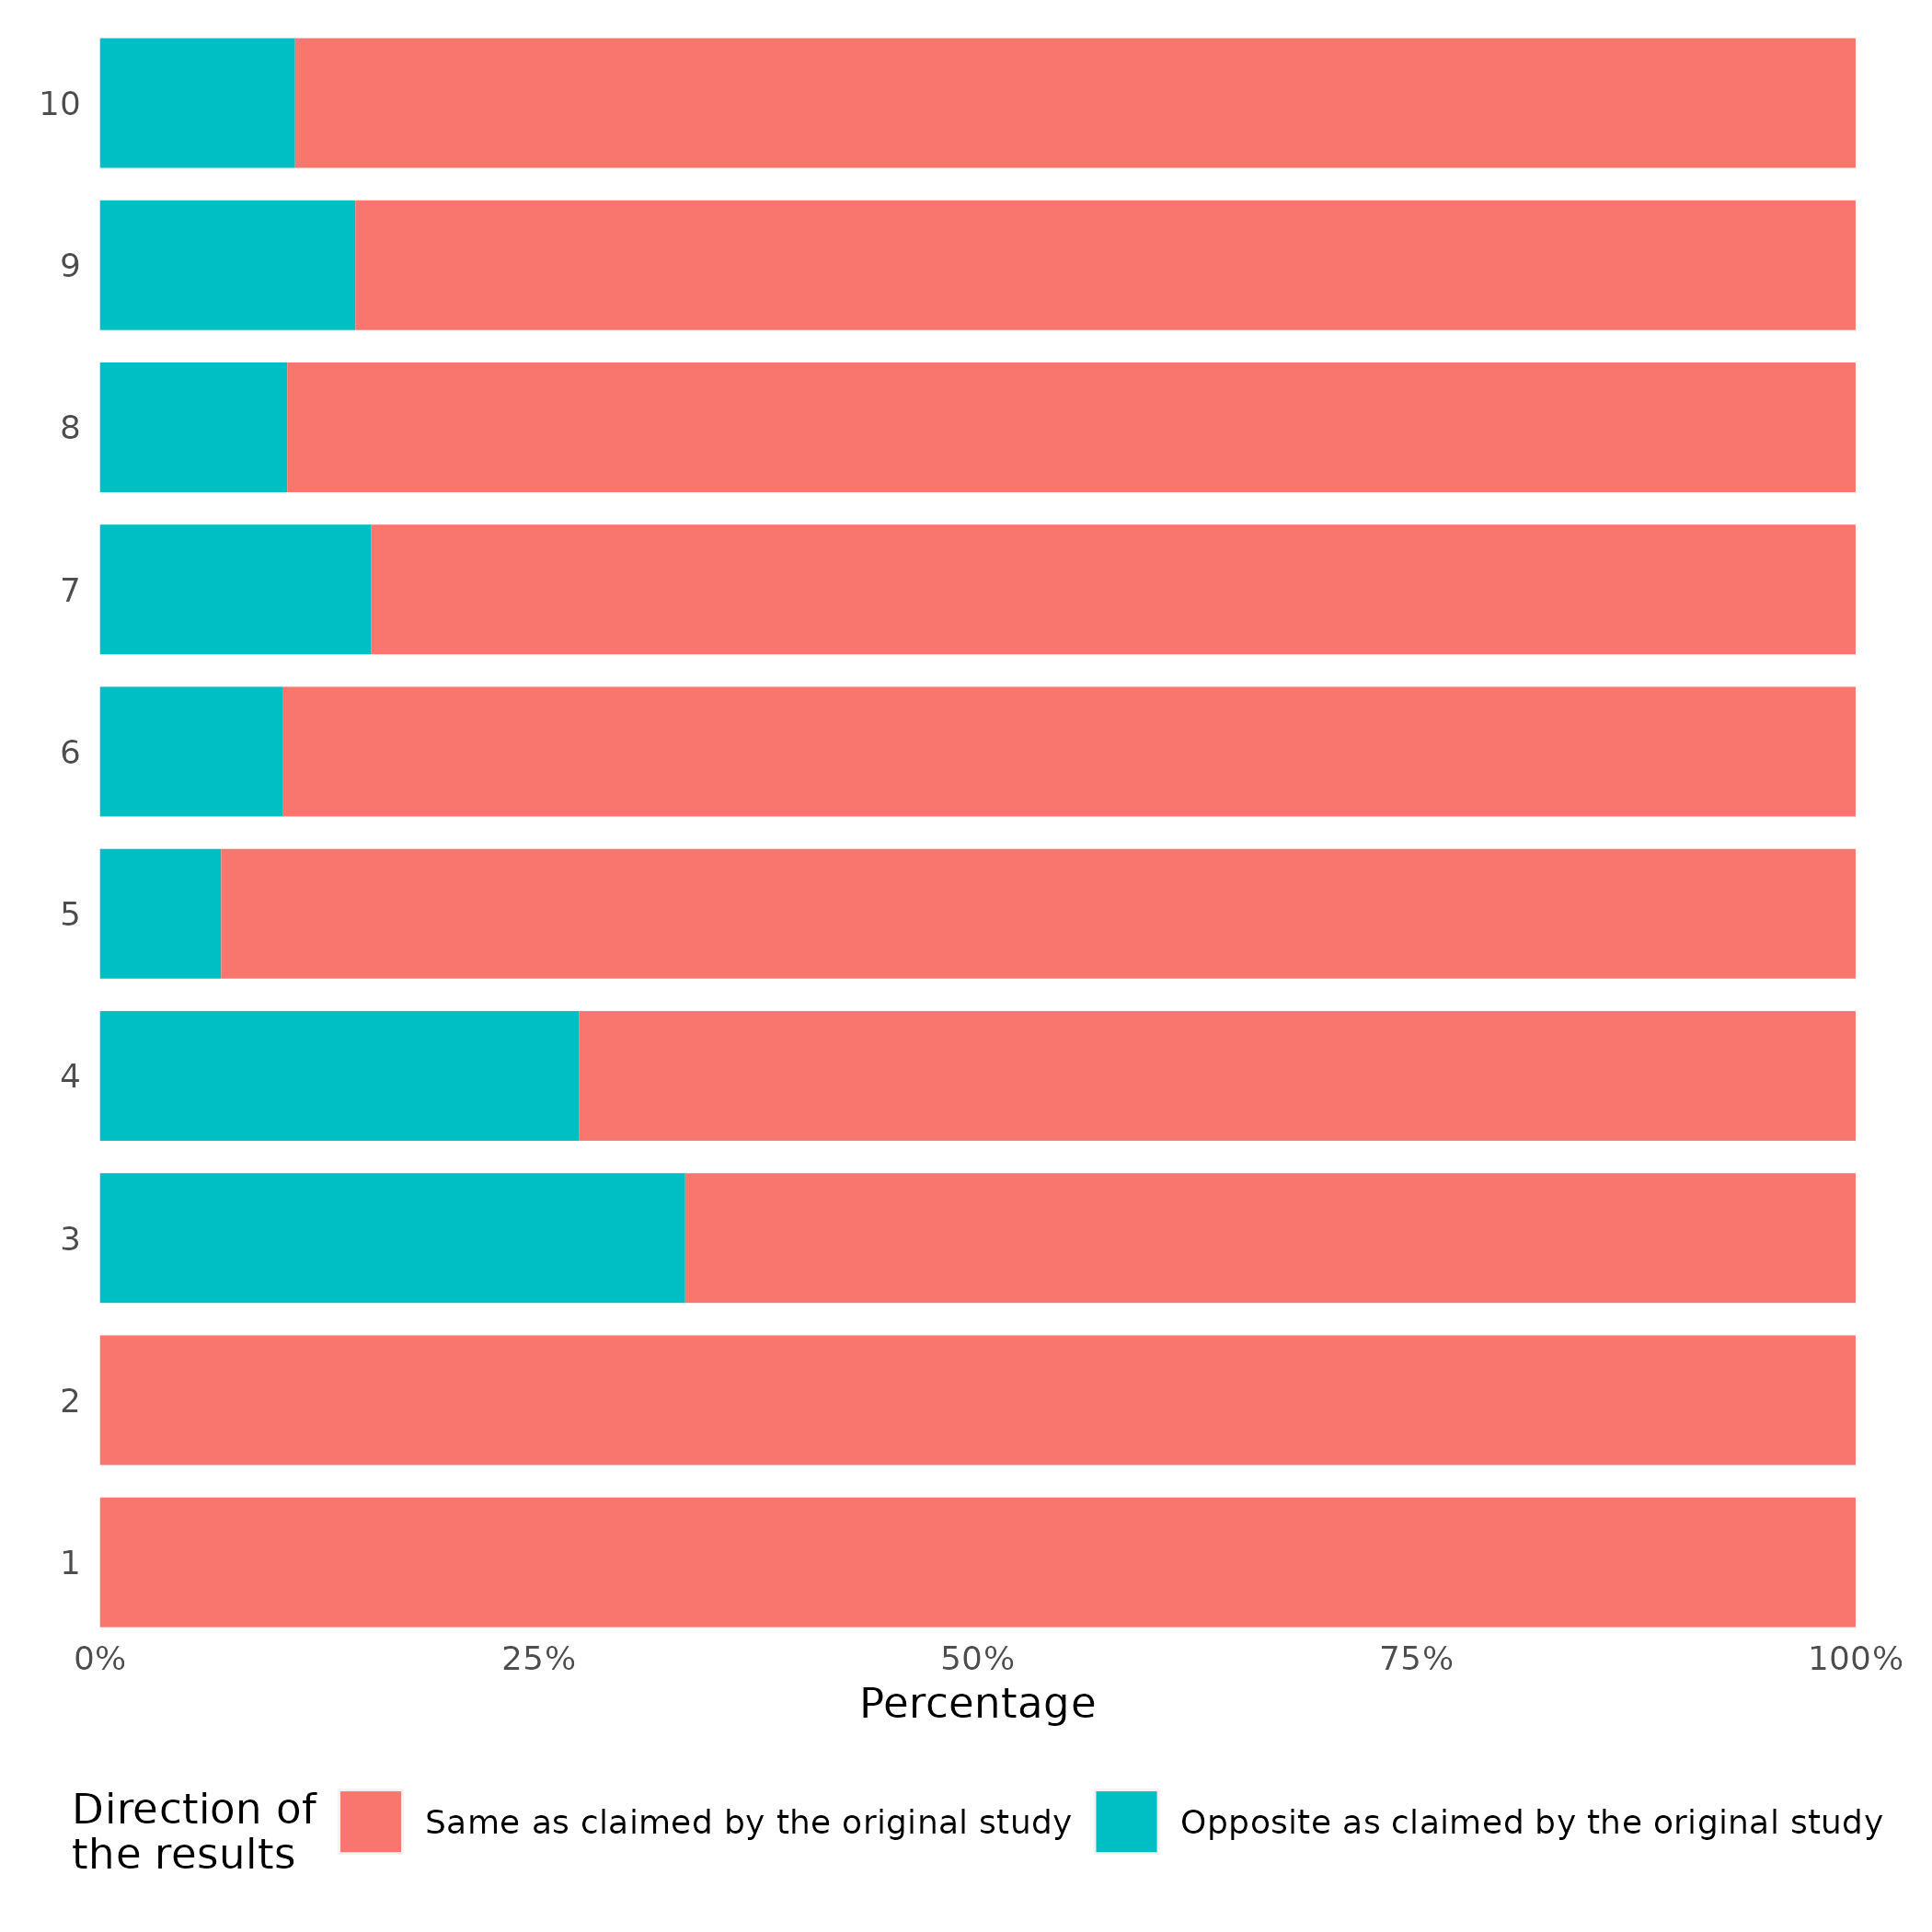 10
9
8
7
6
5
4
3
2
1
0% 25% 50% 75% 100%
Percentage
Direction of
the results
Same as claimed by the original study
Opposite as claimed by the original study